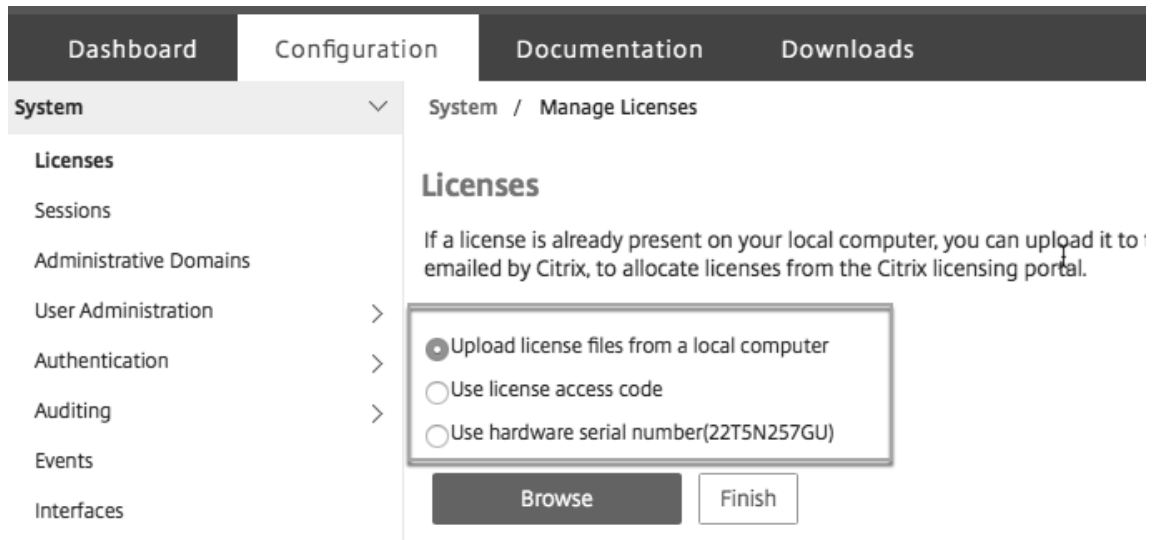 Dashboard Configuration Documentation Downloads
System
System / Manage Licenses
Licenses
Sessions
Administrative Domains
User Administration
Authentication
Auditing
Events
Interfaces
Licenses
If a license is already present on your local computer, you can upload it to
emailed by Citrix, to allocate licenses from the Citrix licensing portal.
Upload license files from a local computer
Use license access code
Use hardware serial number(22T5N257GU)
Browse Finish